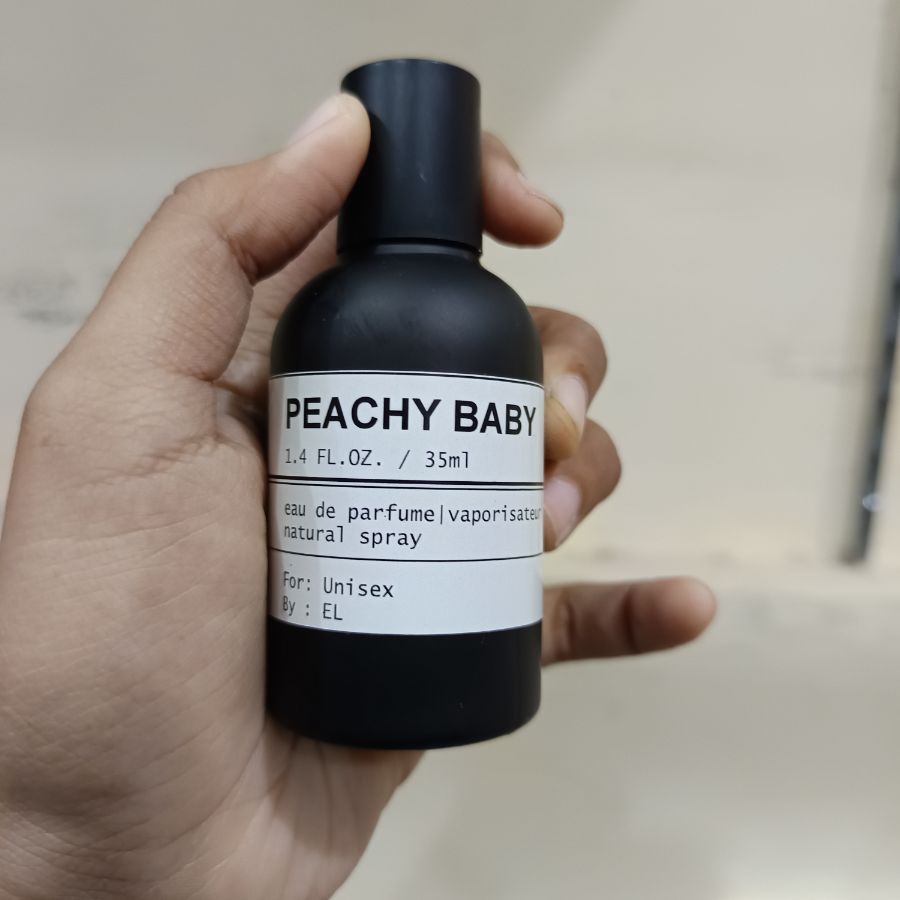 PEACHY BABY
1.4 FL.OZ. / 35ml
eau de parfume|vaporisateur
natural spray
For: Unisex
By : EL